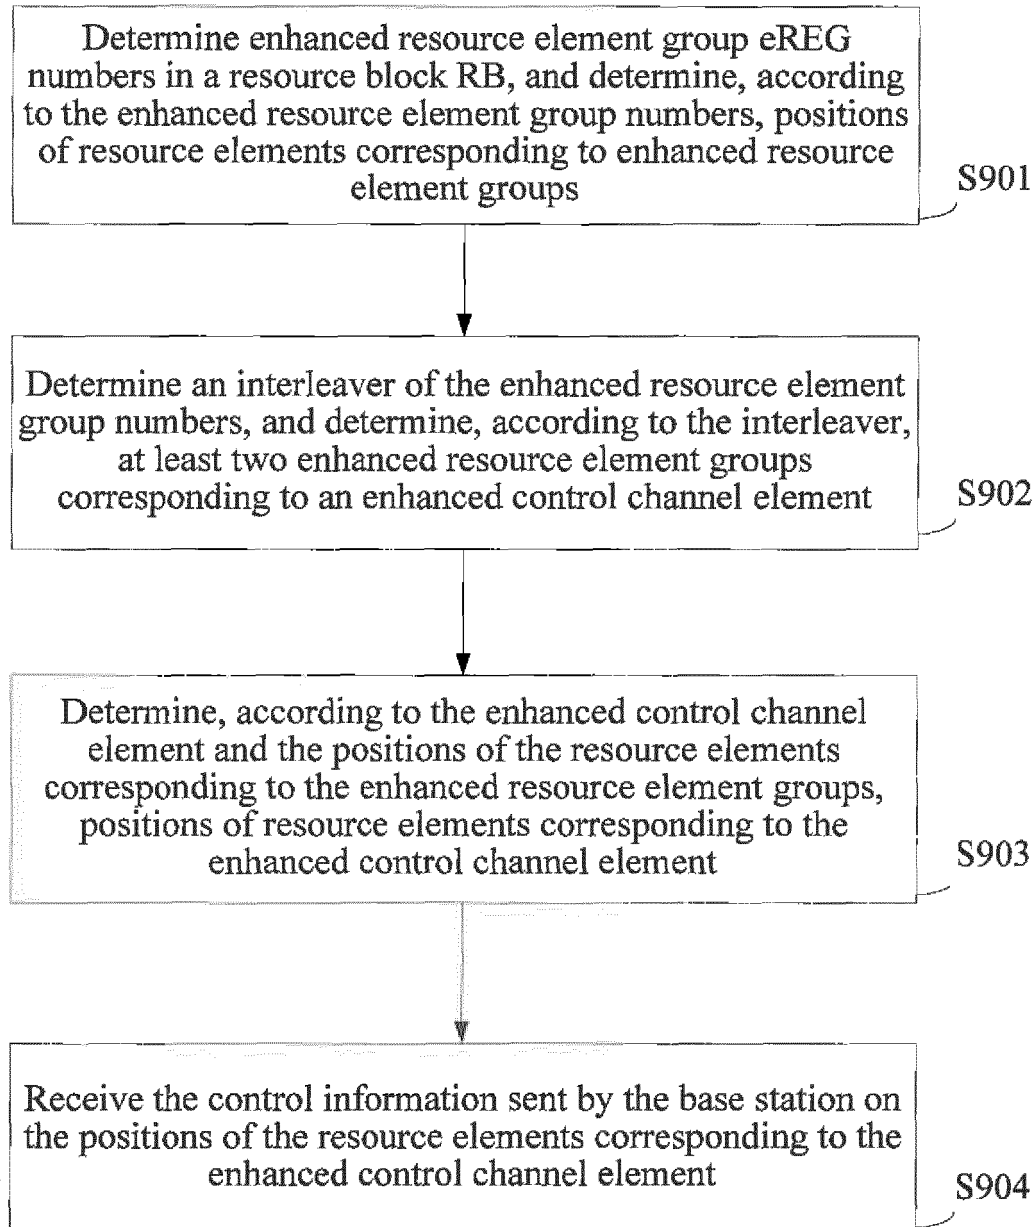 Determine enhanced resource element group eREG
numbers in a resource block RB, and determine, according
to the enhanced resource element group numbers, positions
of resource elements corresponding to enhanced resource
element groups
S901
Determine an interleaver of the enhanced resource element
group numbers, and determine, according to the interleaver,
at least two enhanced resource element groups
corresponding to an enhanced control channel element
S902
Determine, according to the enhanced control channel
element and the positions of the resource elements
corresponding to the enhanced resource element groups,
positions of resource elements corresponding to the
enhanced control channel element
S903
Receive the control information sent by the base station on
the positions of the resource elements corresponding to the
enhanced control channel element
S904